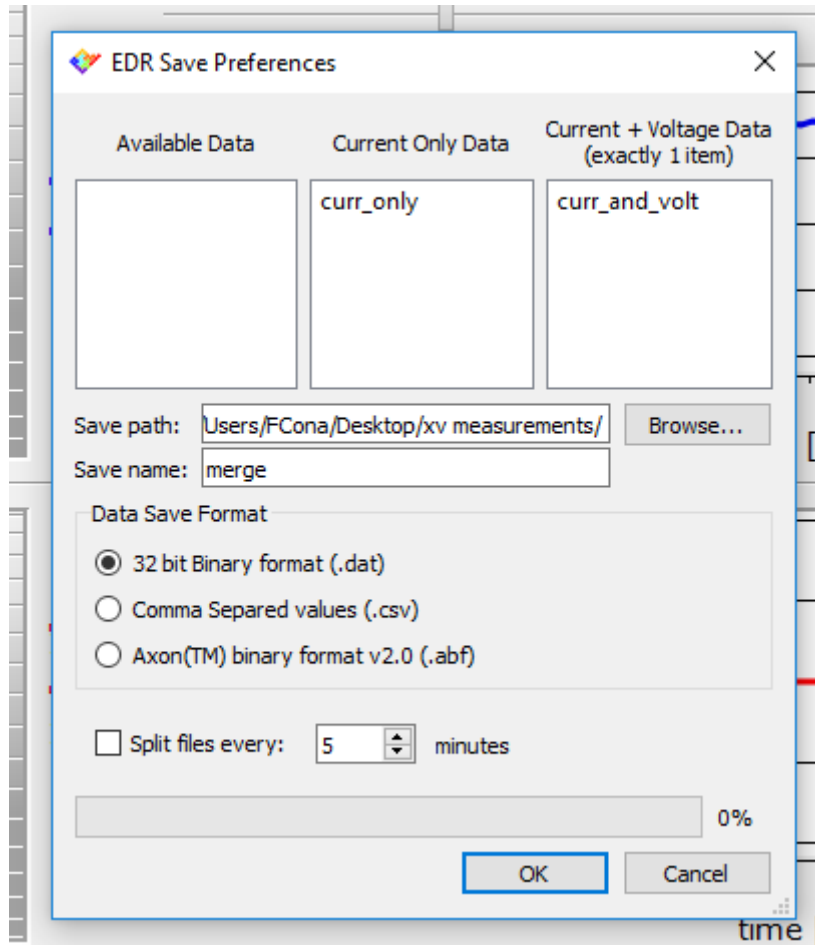 EDR Save Preferences
Available Data
Current Only Data
Current + Voltage Data
(exactly 1 item)
curr_only
curr_and_volt
Save path: Users/FCona/Desktop/xv measurements/ Browse...
Save name: merge
Data Save Format
32 bit Binary format (.dat)
Comma Separed values (.csv)
Axon(TM) binary format v2.0 (.abf)
Split files every: 5 minutes
0%
OK Cancel
time
[